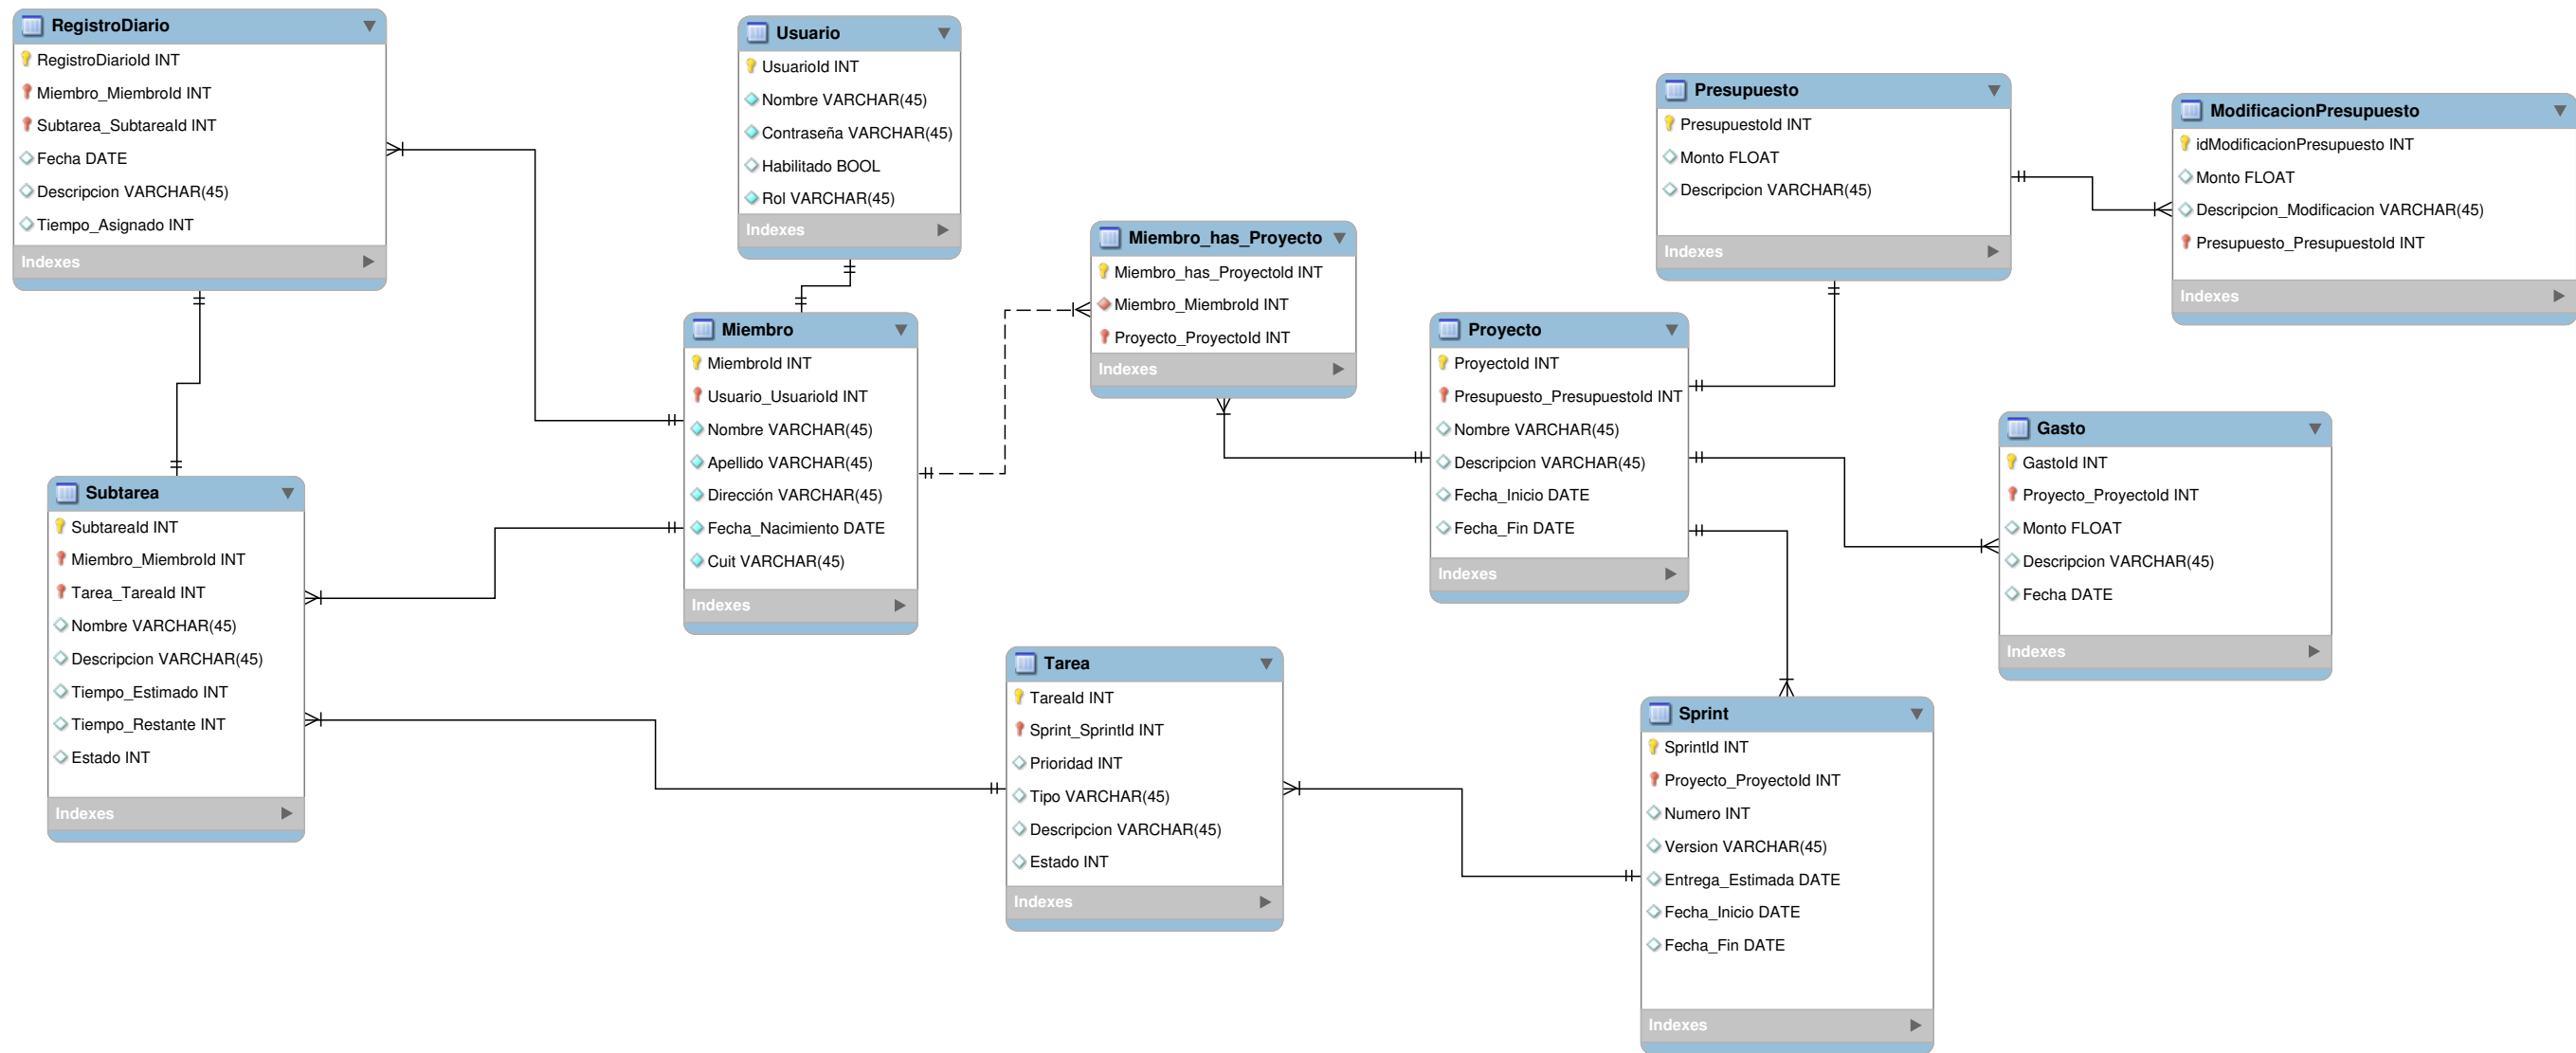 RegistroDiario
RegistroDiarioId INT
Miembro_MiembroId INT
Subtarea_SubtareaId INT
Fecha DATE
Descripcion VARCHAR(45)
Tiempo_Asignado INT
Indexes
Usuario
UsuarioId INT
Nombre VARCHAR(45)
Contraseña VARCHAR(45)
Habilitado BOOL
Rol VARCHAR(45)
Indexes
Miembro_has_Proyecto
Miembro_has_ProyectoId INT
Miembro_MiembroId INT
Proyecto_ProyectoId INT
Indexes
Presupuesto
PresupuestoId INT
Monto FLOAT
Descripcion VARCHAR(45)
Indexes
ModificacionPresupuesto
idModificacionPresupuesto INT
Monto FLOAT
Descripcion_Modificacion VARCHAR(45)
Presupuesto_PresupuestoId INT
Indexes
Miembro
MiembroId INT
Usuario_UsuarioId INT
Nombre VARCHAR(45)
Apellido VARCHAR(45)
Dirección VARCHAR(45)
Fecha_Nacimiento DATE
Cuit VARCHAR(45)
Indexes
Proyecto
ProyectoId INT
Presupuesto_PresupuestoId INT
Nombre VARCHAR(45)
Descripcion VARCHAR(45)
Fecha_Inicio DATE
Fecha_Fin DATE
Indexes
Gasto
GastoId INT
Proyecto_ProyectoId INT
Monto FLOAT
Descripcion VARCHAR(45)
Fecha DATE
Indexes
Subtarea
SubtareaId INT
Miembro_MiembroId INT
Tarea_TareaId INT
Nombre VARCHAR(45)
Descripcion VARCHAR(45)
Tiempo_Estimado INT
Tiempo_Restante INT
Estado INT
Indexes
Tarea
TareaId INT
Sprint_SprintId INT
Prioridad INT
Tipo VARCHAR(45)
Descripcion VARCHAR(45)
Estado INT
Indexes
Sprint
SprintId INT
Proyecto_ProyectoId INT
Numero INT
Version VARCHAR(45)
Entrega_Estimada DATE
Fecha_Inicio DATE
Fecha_Fin DATE
Indexes